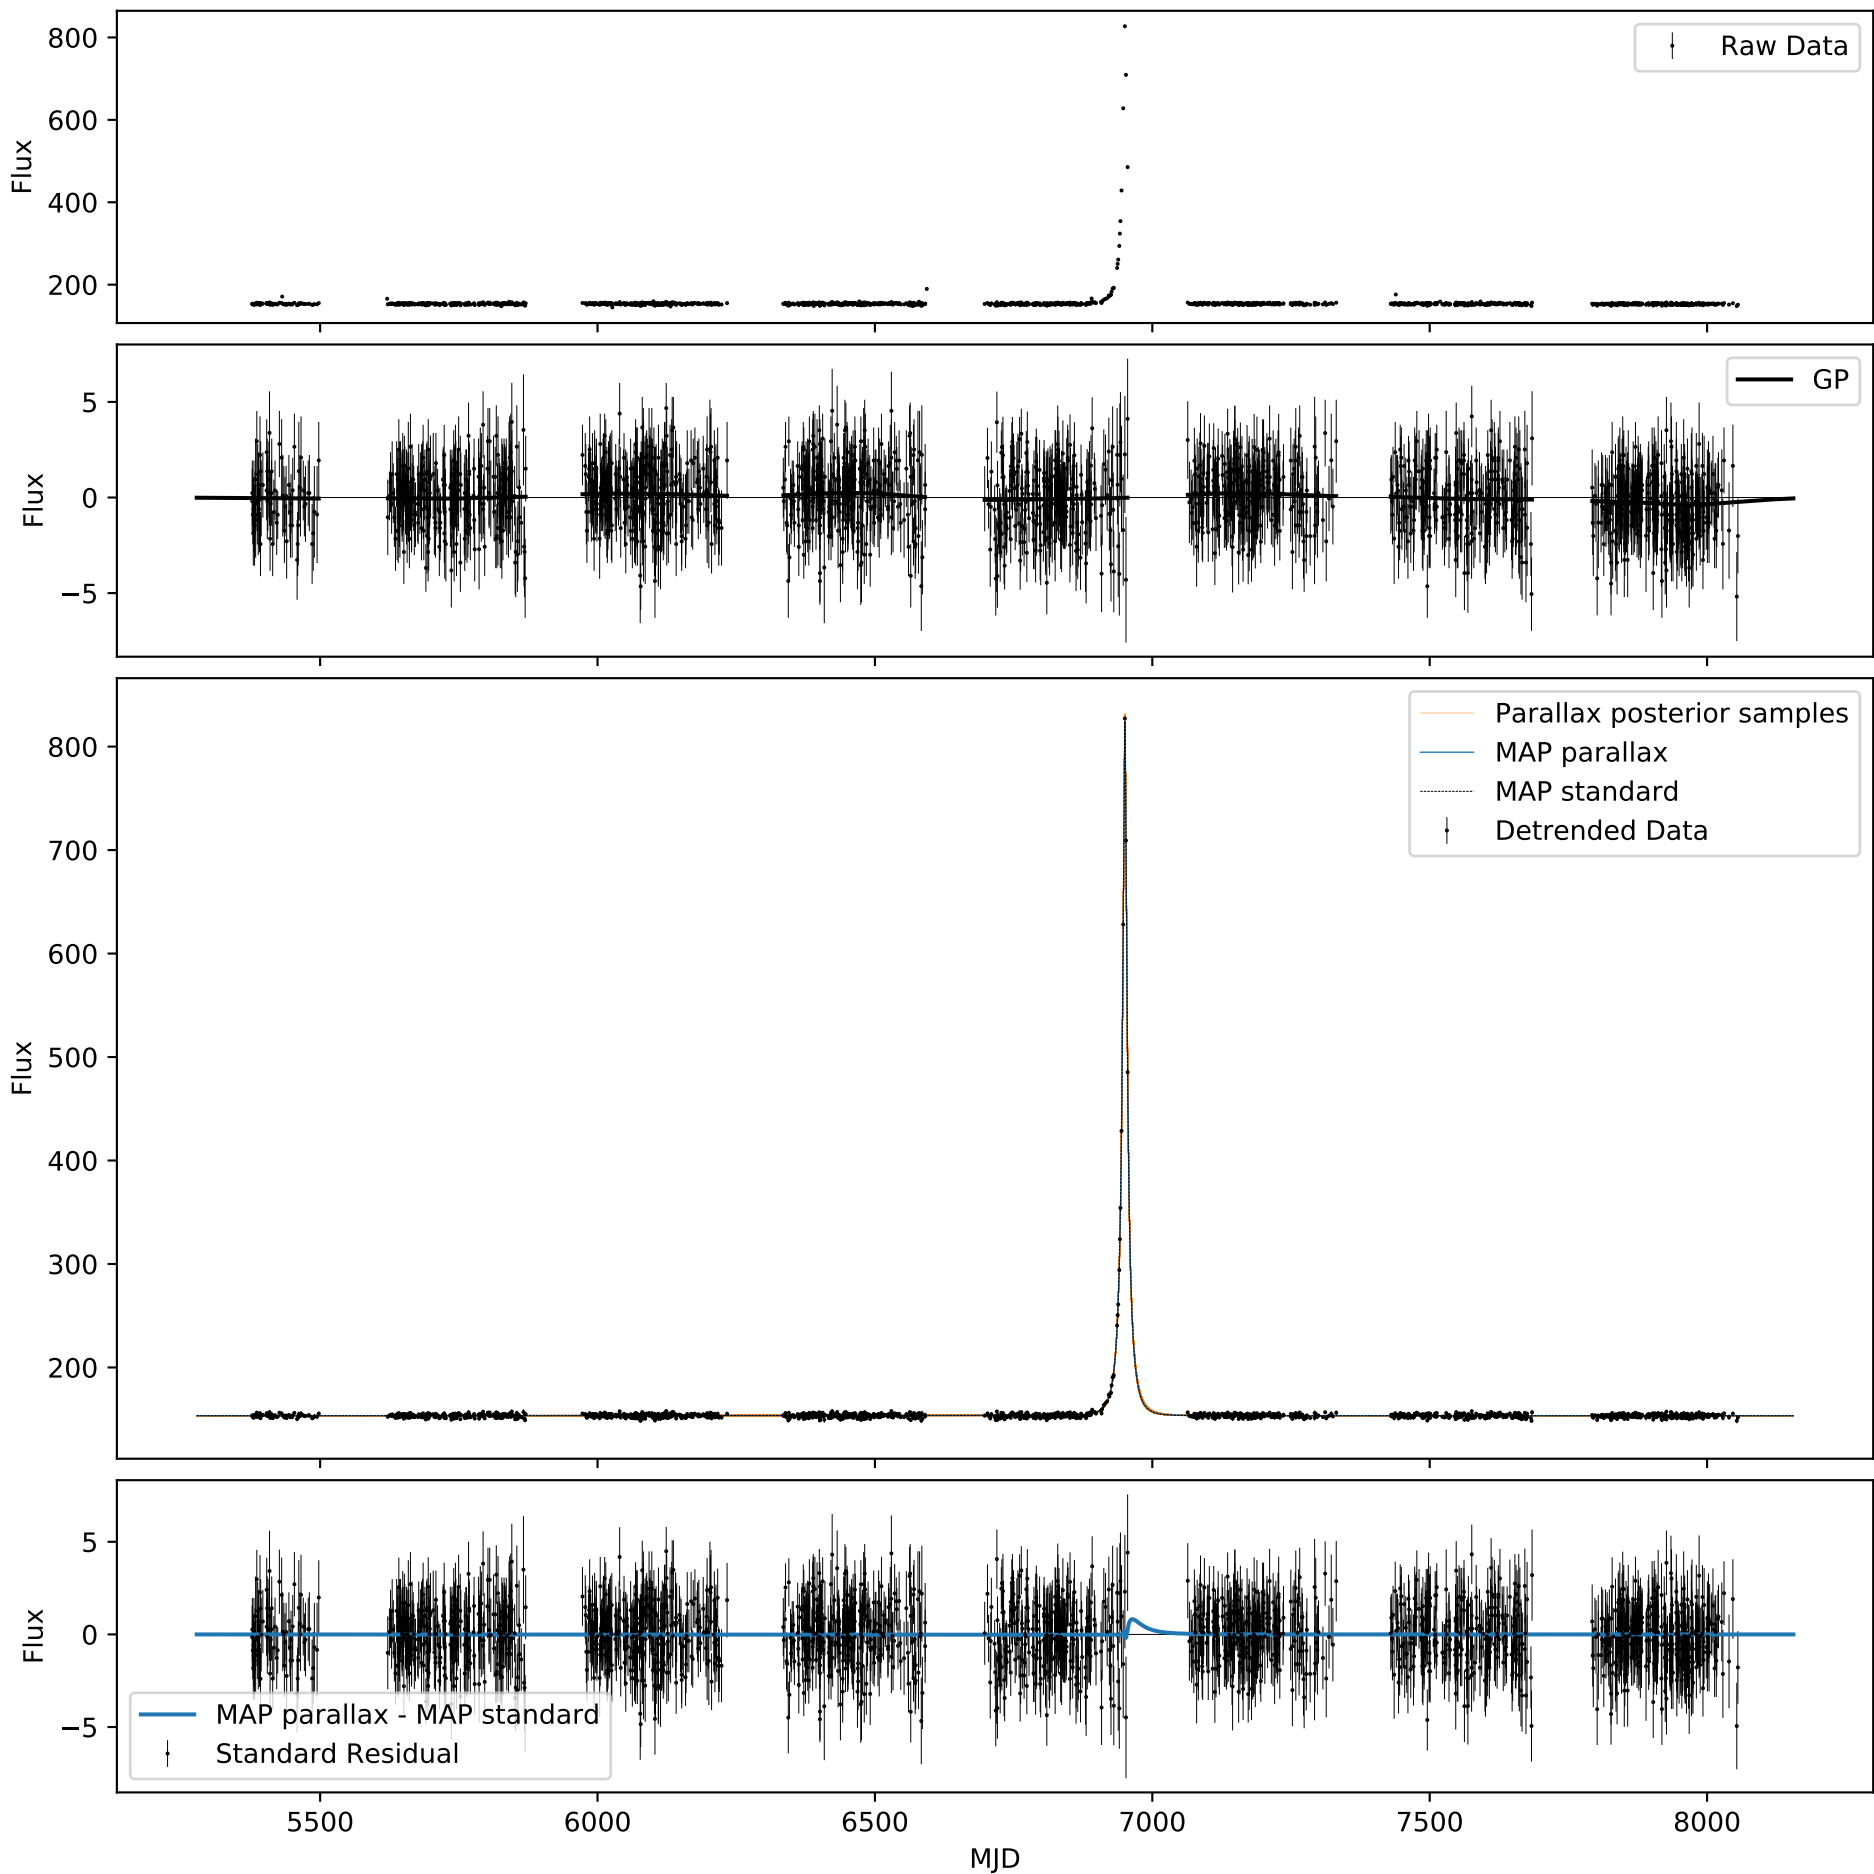 800
600
400
200
Flux
Raw Data
5
0
−5
Flux
GP
800
700
600
500
400
300
200
Flux
Parallax posterior samples
MAP parallax
MAP standard
Detrended Data
5
0
−5
Flux
MAP parallax - MAP standard
Standard Residual
5500 6000 6500 7000 7500 8000
MJD